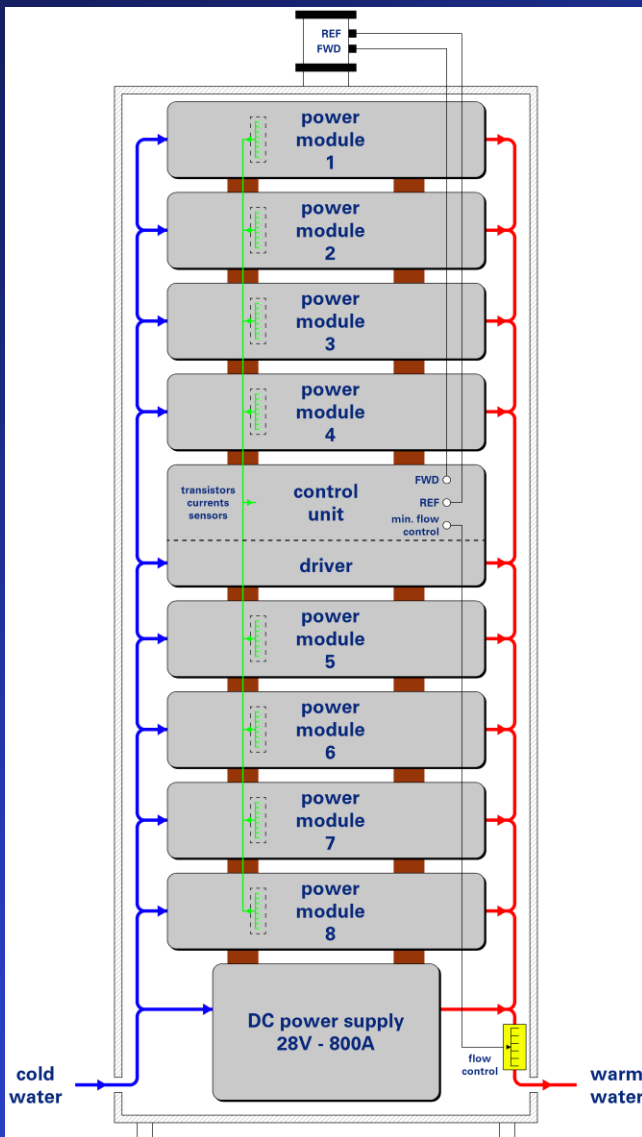 REF
FWD
power
module
1
power
module
2
power
module
3
power
module
4
FWD
transistors
currents
sensors
control
unit
REF
min. flow
control
driver
power
module
5
power
module
6
power
module
7
power
module
8
DC power supply
28V - 800A
flow
control
cold
water
warm
water